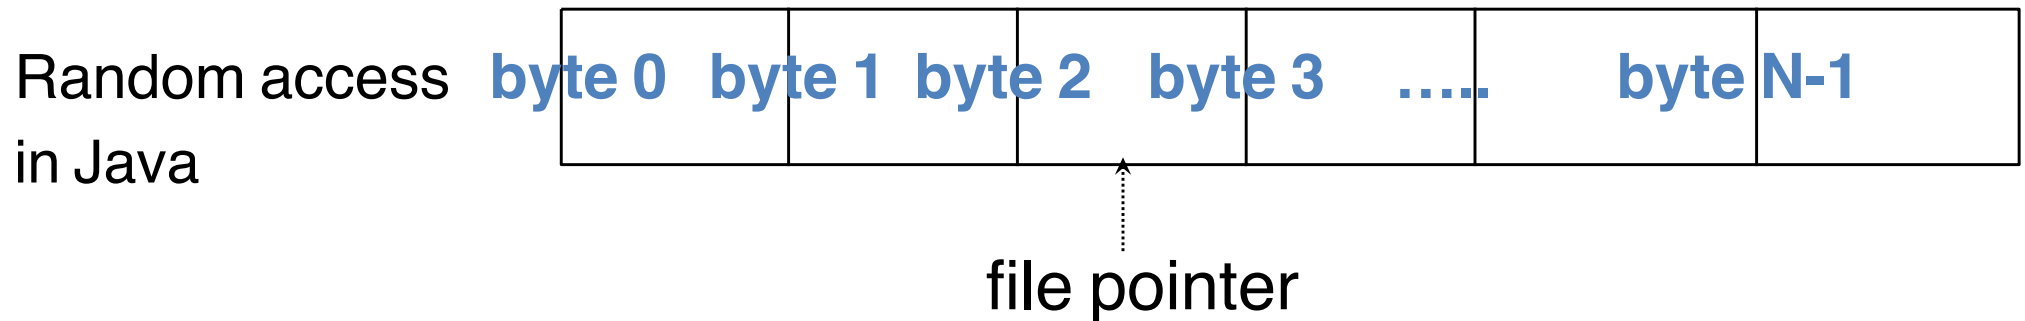 Random access byte 0 byte 1 byte 2 byte 3 ..... byte N-1
in Java
file pointer